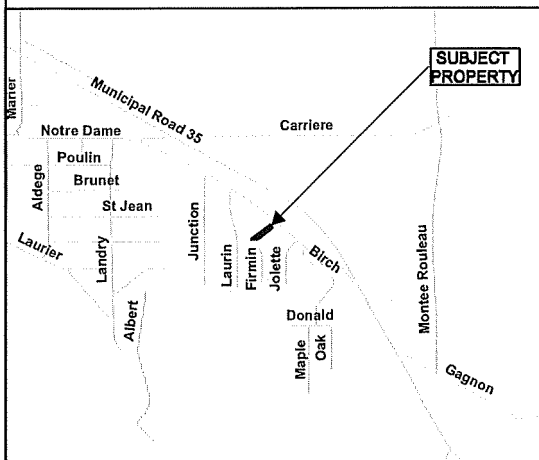 SUBJECT
PROPERTY
Marier
Municipal Road 35
Notre Dame
Carriere
Poulin
Brunet
Aldege
St Jean
Laurier
Landry
Albert
Junction
Laurin
Firmin
Jolette
Birch
Donald
Maple
Oak
Montee Rouleau
Gagnon